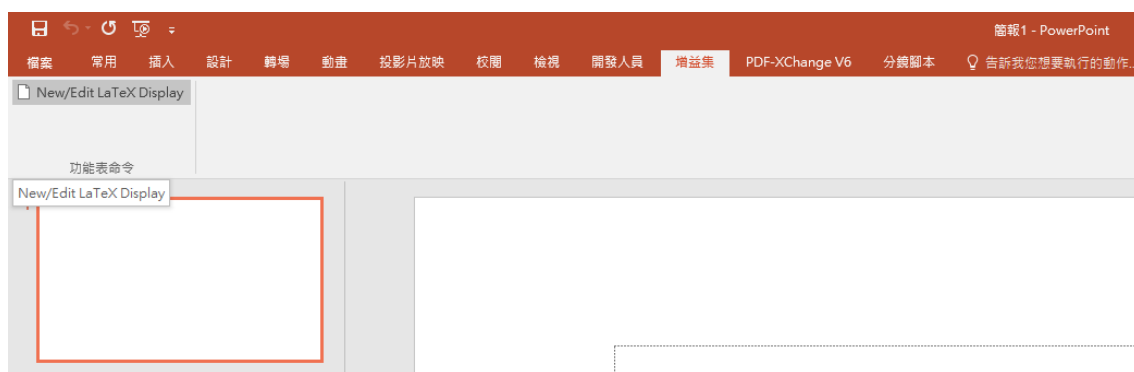 簡報1 - PowerPoint
檔案 常用 插入 設計 轉場 動畫 投影片放映 校閱 檢視 開發人員 增益集 PDF-XChange V6 分鏡腳本 告訴我您想要執行的動作...
New/Edit LaTeX Display
功能表命令
New/Edit LaTeX Display